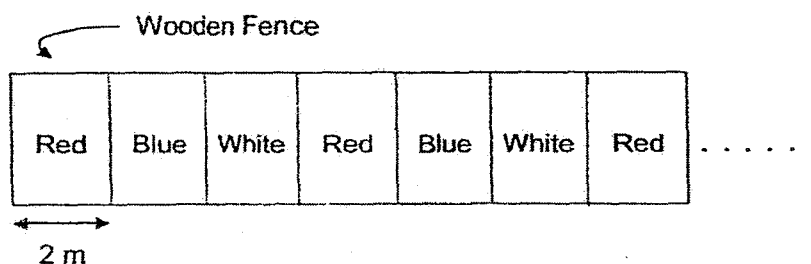 Wooden Fence
Red Blue White Red Blue White Red . . . . .
2 m